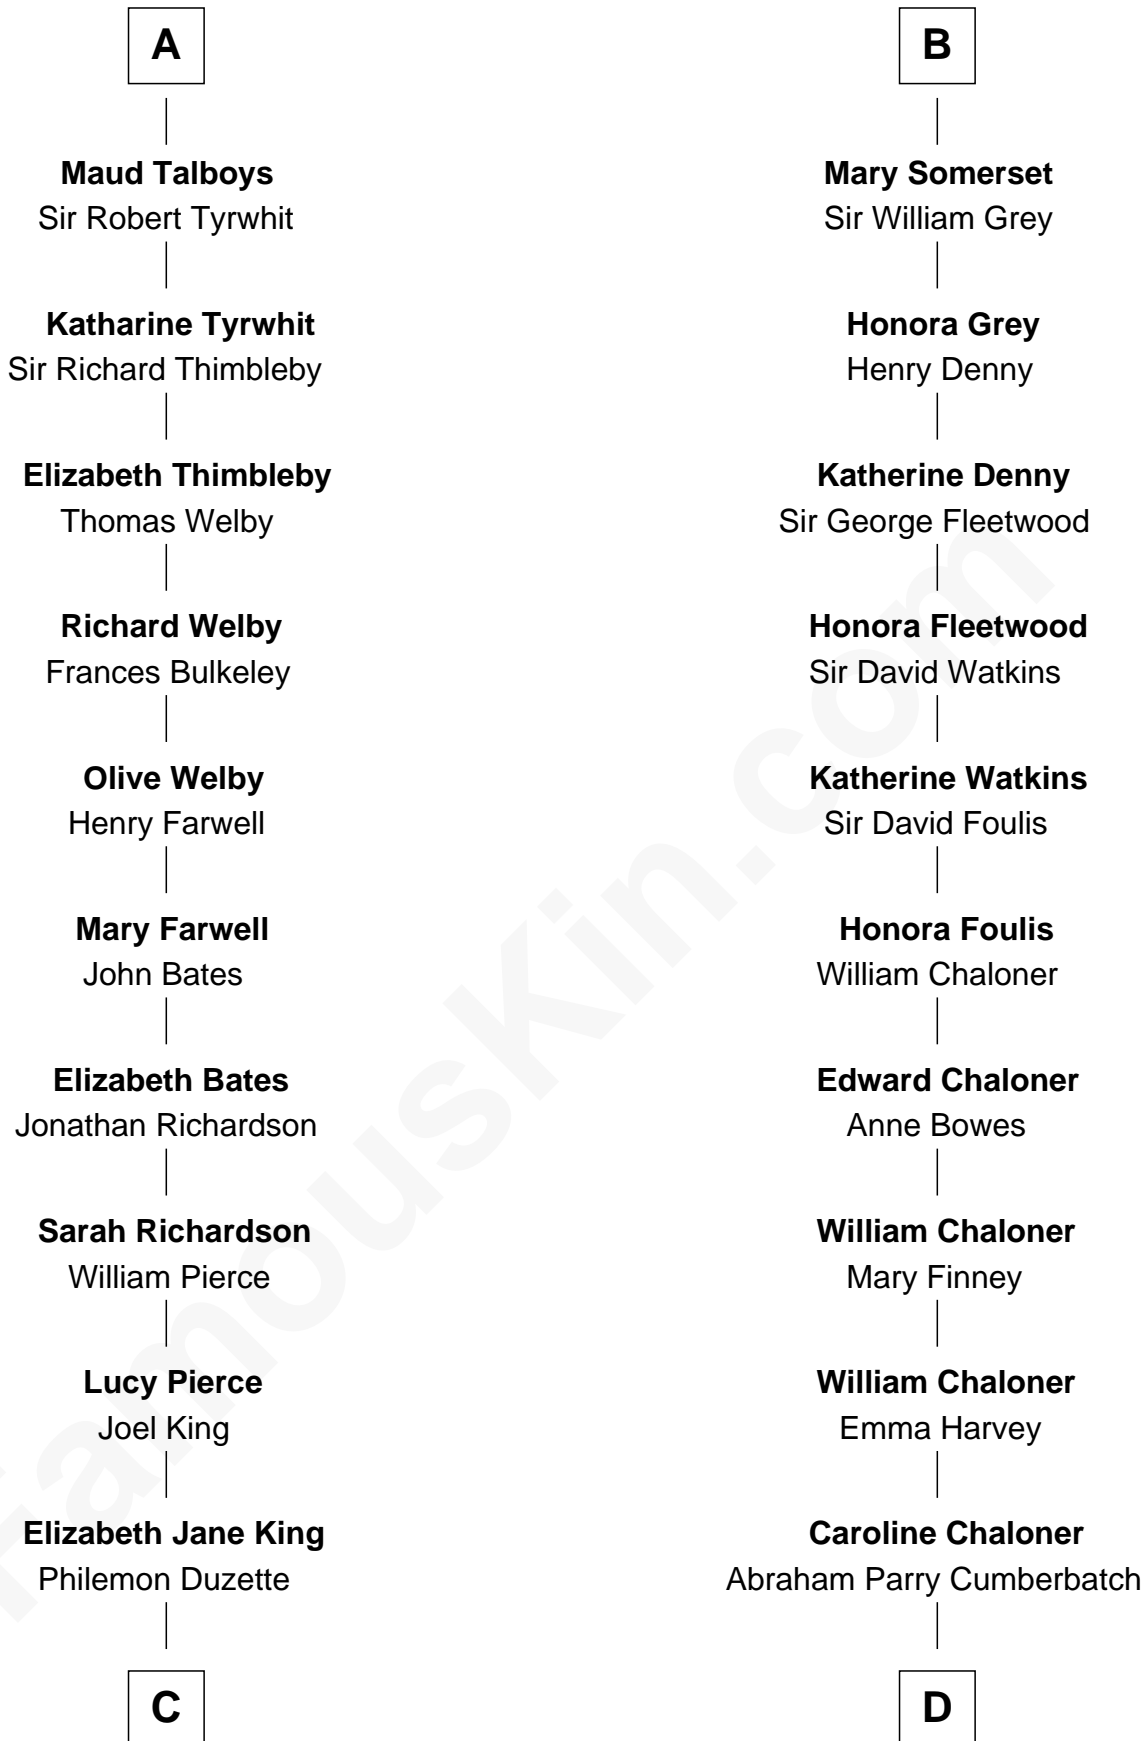 A
Maud Talboys
Sir Robert Tyrwhit
Katharine Tyrwhit
Sir Richard Thimbleby
Elizabeth Thimbleby
Thomas Welby
Richard Welby
Frances Bulkeley
Olive Welby
Henry Farwell
Mary Farwell
John Bates
Elizabeth Bates
Jonathan Richardson
Sarah Richardson
William Pierce
Lucy Pierce
Joel King
Elizabeth Jane King
Philemon Duzette
C
B
Mary Somerset
Sir William Grey
Honora Grey
Henry Denny
Katherine Denny
Sir George Fleetwood
Honora Fleetwood
Sir David Watkins
Katherine Watkins
Sir David Foulis
Honora Foulis
William Chaloner
Edward Chaloner
Anne Bowes
William Chaloner
Mary Finney
William Chaloner
Emma Harvey
Caroline Chaloner
Abraham Parry Cumberbatch
D
FamousKin.com